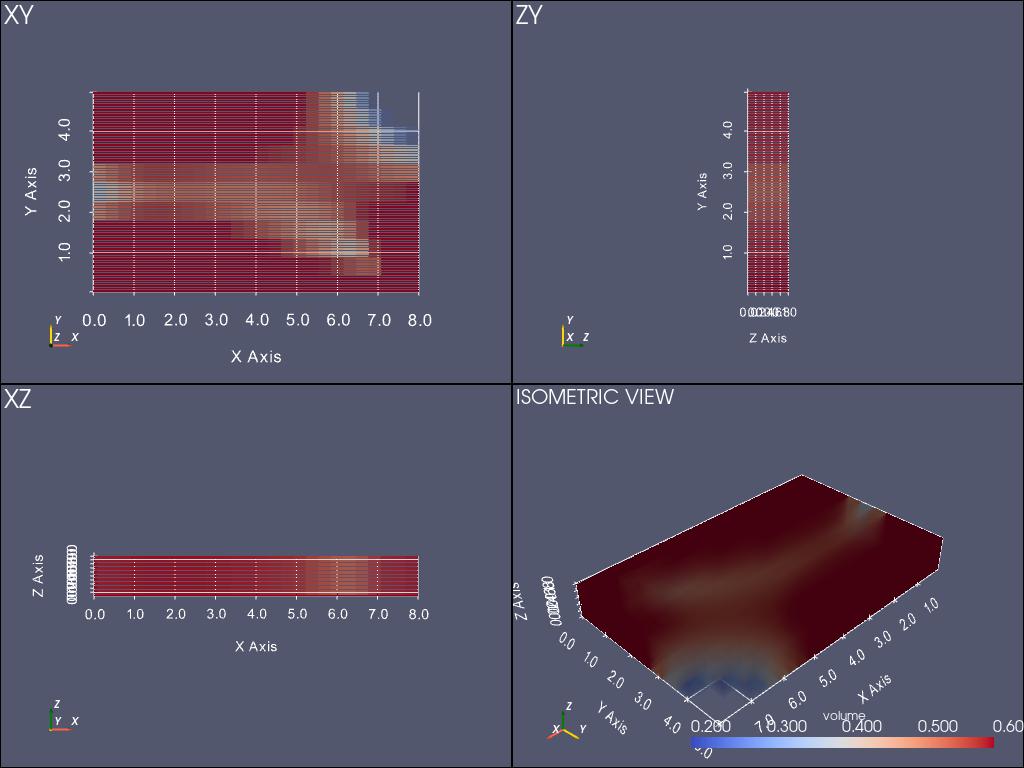 XY
4.0
3.0
2.0
1.0
Y Axis
0.0 1.0 2.0 3.0 4.0 5.0 6.0 7.0 8.0
X Axis
Y
Z X
ZY
4.0
3.0
2.0
1.0
Y Axis
Z Axis
Y
X Z
XZ
Z Axis
0.0 1.0 2.0 3.0 4.0 5.0 6.0 7.0 8.0
X Axis
Z
Y X
ISOMETRIC VIEW
Z Axis
0.0 1.0 2.0 3.0 4.0
Y Axis
1.0 2.0 3.0 4.0 5.0 6.0 7.0
X Axis
Z
X Y
volume
0.200 0.300 0.400 0.500 0.60